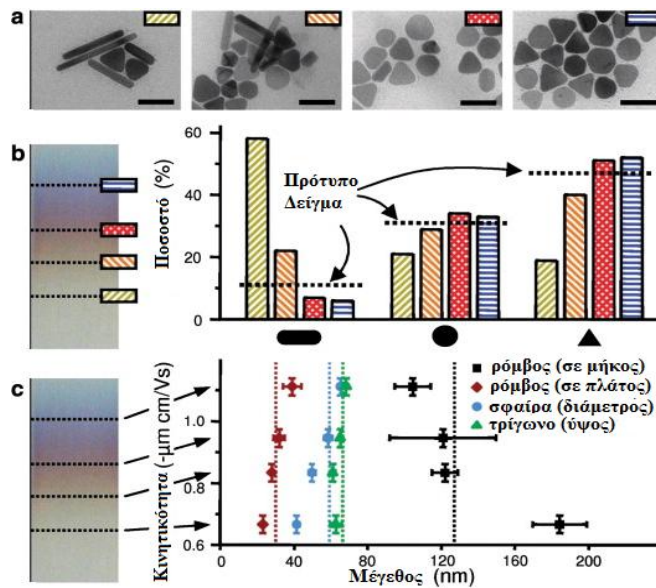 a
b
Ποσοστό (%)
60
40
20
0
Πρότυπο
Δείγμα
c
Κινητικότητα (-μm cm/Vs)
1.0
0.8
0.6
ρόμβος (σε μήκος)
ρόμβος (σε πλάτος)
σφαίρα (διάμετρός)
τρίγωνο (ύψος)
0 40 80 120 160 200
Μέγεθος (nm)